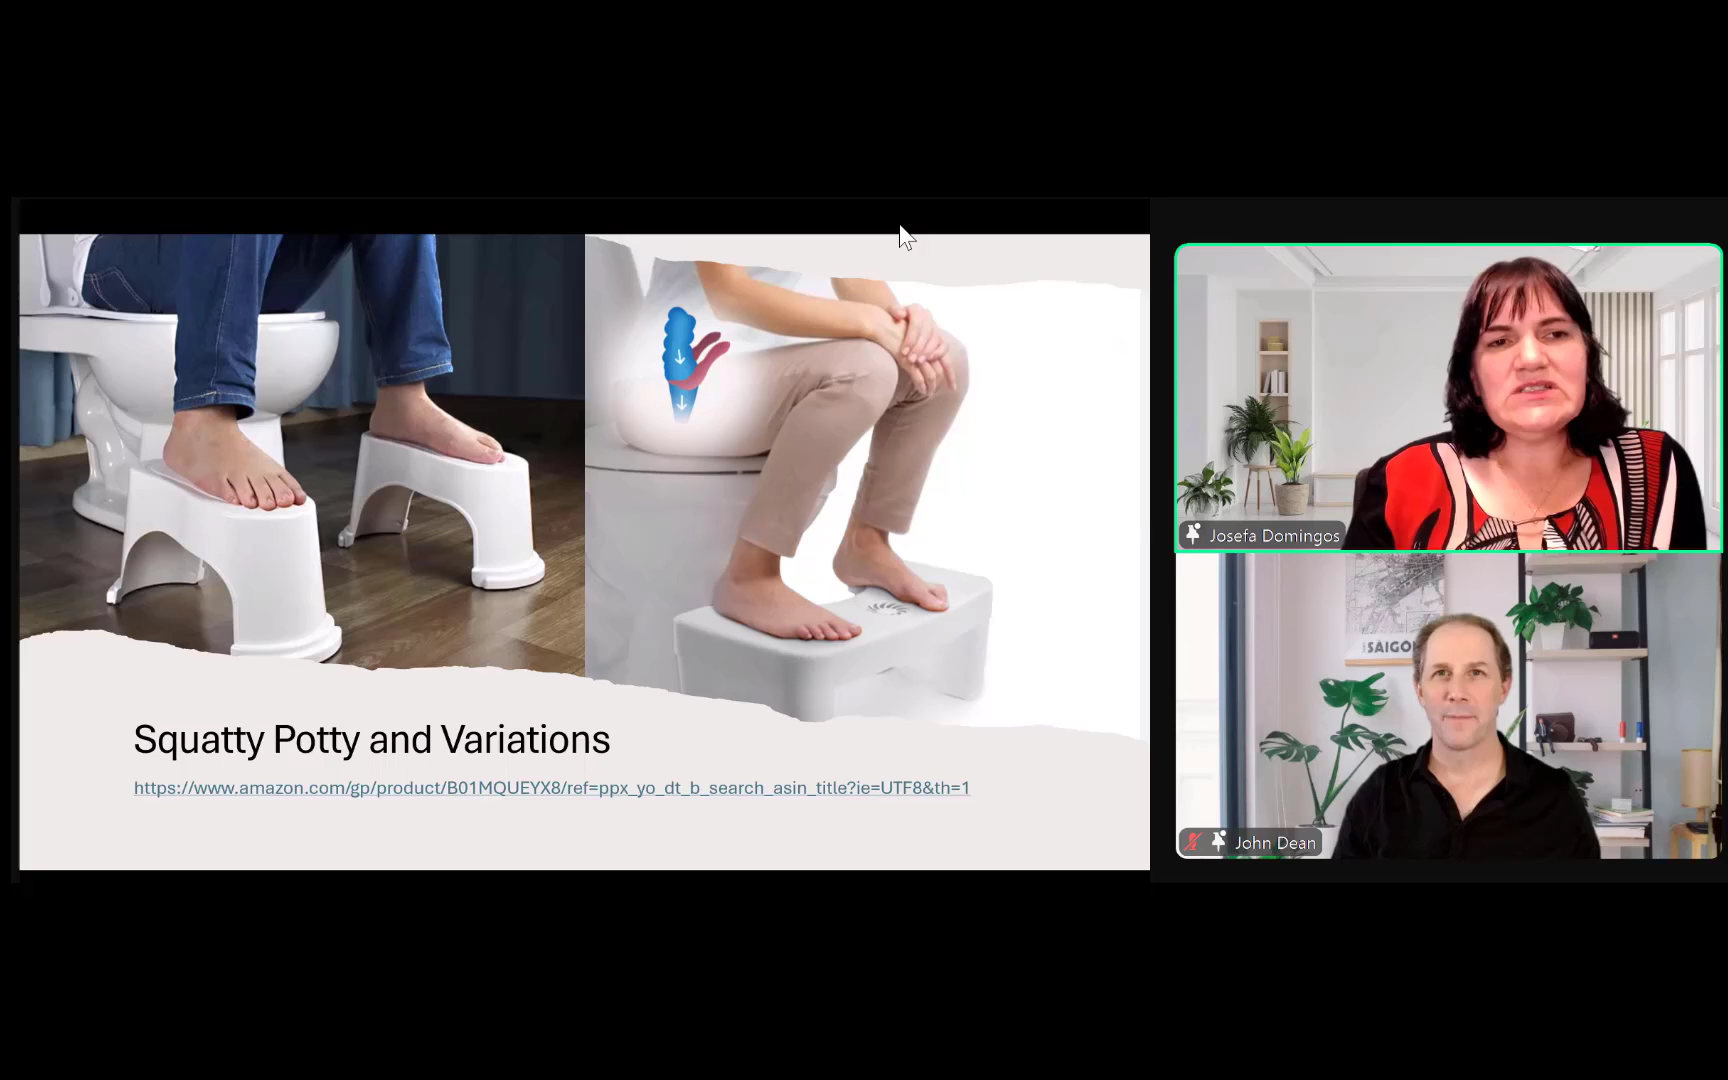 Squatty Potty and Variations
https://www.amazon.com/gp/product/B01MQUEYX8/ref=ppx_yo_dt_b_search_asin_title?ie=UTF8&th=1
Josefa Domingos
SAIGON
John Dean